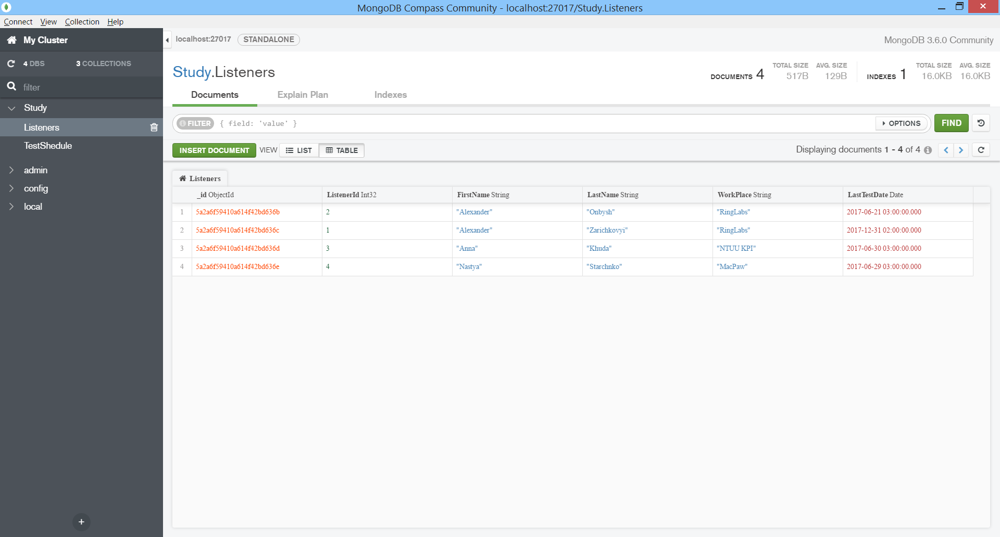 MongoDB Compass Community - localhost:27017/Study.Listeners
Connect View Collection Help
My Cluster
4 DBS 3 COLLECTIONS
filter
Study
Listeners
TestShedule
admin
config
local
+
localhost:27017 STANDALONE MongoDB 3.6.0 Community
Study.Listeners
DOCUMENTS 4 TOTAL SIZE 517B AVG. SIZE 129B INDEXES 1 TOTAL SIZE 16.0KB AVG. SIZE 16.0KB
Documents Explain Plan Indexes
FILTER { field: 'value' } OPTIONS FIND
INSERT DOCUMENT VIEW LIST TABLE Displaying documents 1 - 4 of 4
Listeners
_id ObjectId ListenerId Int32 FirstName String LastName String WorkPlace String LastTestDate Date
1 5a2a6f59410a614f42bd636b 2 "Alexander" "Onbysh" "RingLabs" 2017-06-21 03:00:00.000
2 5a2a6f59410a614f42bd636c 1 "Alexander" "Zarichkovyi" "RingLabs" 2017-12-31 02:00:00.000
3 5a2a6f59410a614f42bd636d 3 "Anna" "Khuda" "NTUU KPI" 2017-06-30 03:00:00.000
4 5a2a6f59410a614f42bd636e 4 "Nastya" "Starchnko" "MacPaw" 2017-06-29 03:00:00.000